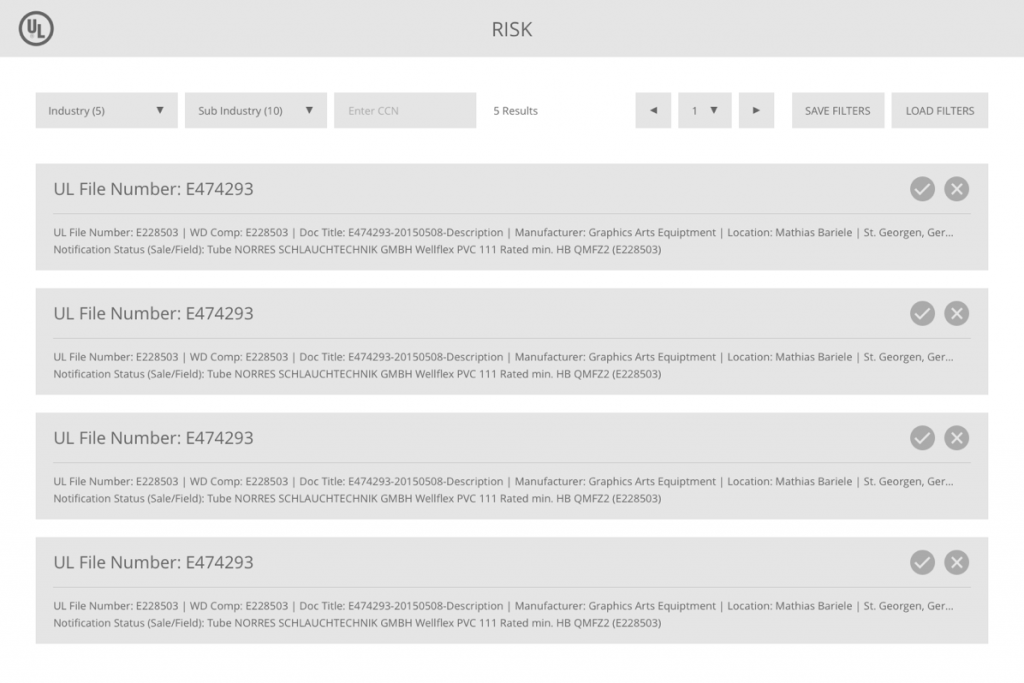 UL
RISK
Industry (5) ▼ Sub Industry (10) ▼ Enter CCN 5 Results ◄ 1 ▼ ► SAVE FILTERS LOAD FILTERS
UL File Number: E474293
UL File Number: E228503 | WD Comp: E228503 | Doc Title: E474293-20150508-Description | Manufacturer: Graphics Arts Equiptment | Location: Mathias Bariele | St. Georgen, Ger...
Notification Status (Sale/Field): Tube NORRES SCHLAUCHTECHNIK GMBH Wellflex PVC 111 Rated min. HB QMFZ2 (E228503)
UL File Number: E474293
UL File Number: E228503 | WD Comp: E228503 | Doc Title: E474293-20150508-Description | Manufacturer: Graphics Arts Equiptment | Location: Mathias Bariele | St. Georgen, Ger...
Notification Status (Sale/Field): Tube NORRES SCHLAUCHTECHNIK GMBH Wellflex PVC 111 Rated min. HB QMFZ2 (E228503)
UL File Number: E474293
UL File Number: E228503 | WD Comp: E228503 | Doc Title: E474293-20150508-Description | Manufacturer: Graphics Arts Equiptment | Location: Mathias Bariele | St. Georgen, Ger...
Notification Status (Sale/Field): Tube NORRES SCHLAUCHTECHNIK GMBH Wellflex PVC 111 Rated min. HB QMFZ2 (E228503)
UL File Number: E474293
UL File Number: E228503 | WD Comp: E228503 | Doc Title: E474293-20150508-Description | Manufacturer: Graphics Arts Equiptment | Location: Mathias Bariele | St. Georgen, Ger...
Notification Status (Sale/Field): Tube NORRES SCHLAUCHTECHNIK GMBH Wellflex PVC 111 Rated min. HB QMFZ2 (E228503)